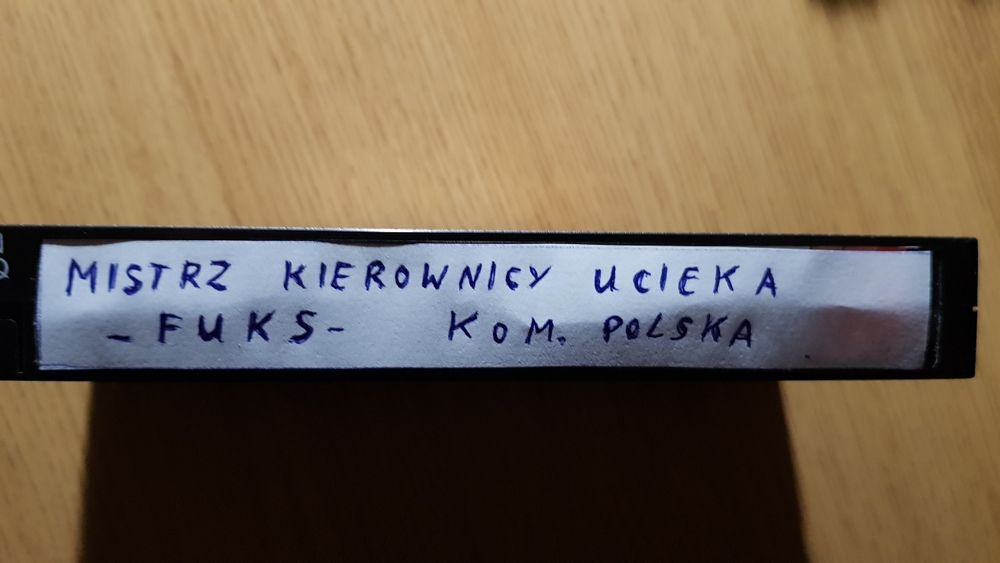 MISTRZ KIEROWNICY UCIEKA
- FUKS - KOM. POLSKA